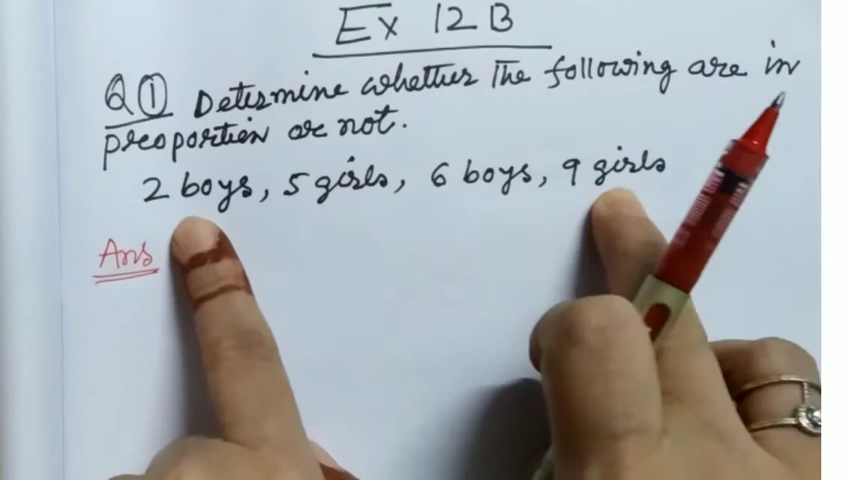 Ex 12 B
Q① Determine whether the following are in
proportion or not.
2 boys, 5 girls, 6 boys, 9 girls
Ans